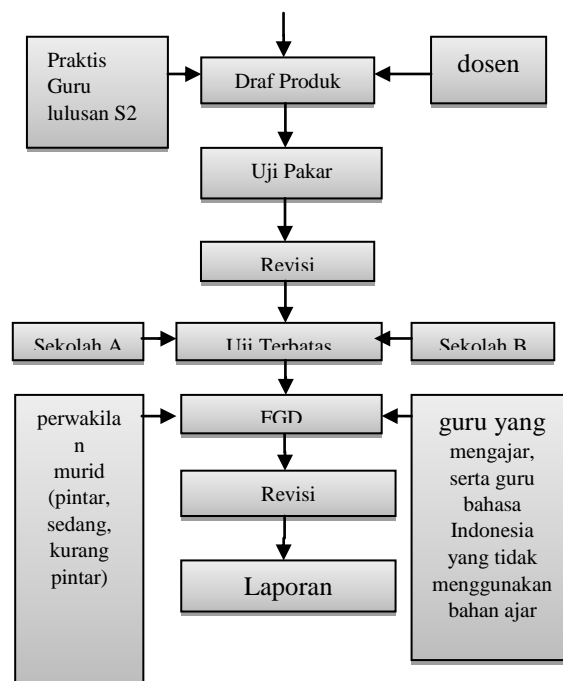 Praktis
Guru
lulusan S2
Draf Produk
dosen
Uji Pakar
Revisi
Sekolah A
Uji Terbatas
Sekolah B
perwakila
n
murid
(pintar,
sedang,
kurang
pintar)
FGD
guru yang
mengajar,
serta guru
bahasa
Indonesia
yang tidak
menggunakan
bahan ajar
Revisi
Laporan